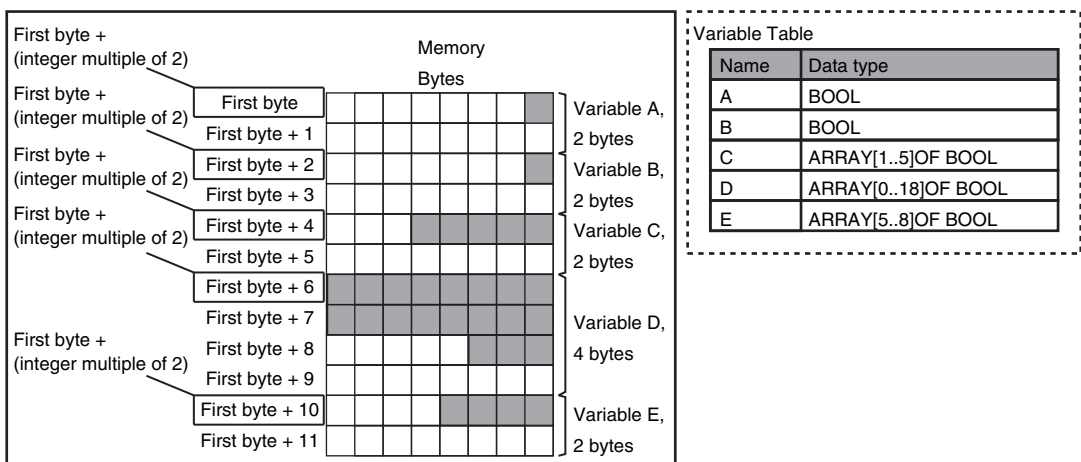 First byte +
(integer multiple of 2)
First byte +
(integer multiple of 2)
First byte +
(integer multiple of 2)
First byte +
(integer multiple of 2)
First byte +
(integer multiple of 2)
Memory
Bytes
First byte
First byte + 1
First byte + 2
First byte + 3
First byte + 4
First byte + 5
First byte + 6
First byte + 7
First byte + 8
First byte + 9
First byte + 10
First byte + 11
Variable A,
2 bytes
Variable B,
2 bytes
Variable C,
2 bytes
Variable D,
4 bytes
Variable E,
2 bytes
Variable Table
Name Data type
A BOOL
B BOOL
C ARRAY[1..5]OF BOOL
D ARRAY[0..18]OF BOOL
E ARRAY[5..8]OF BOOL